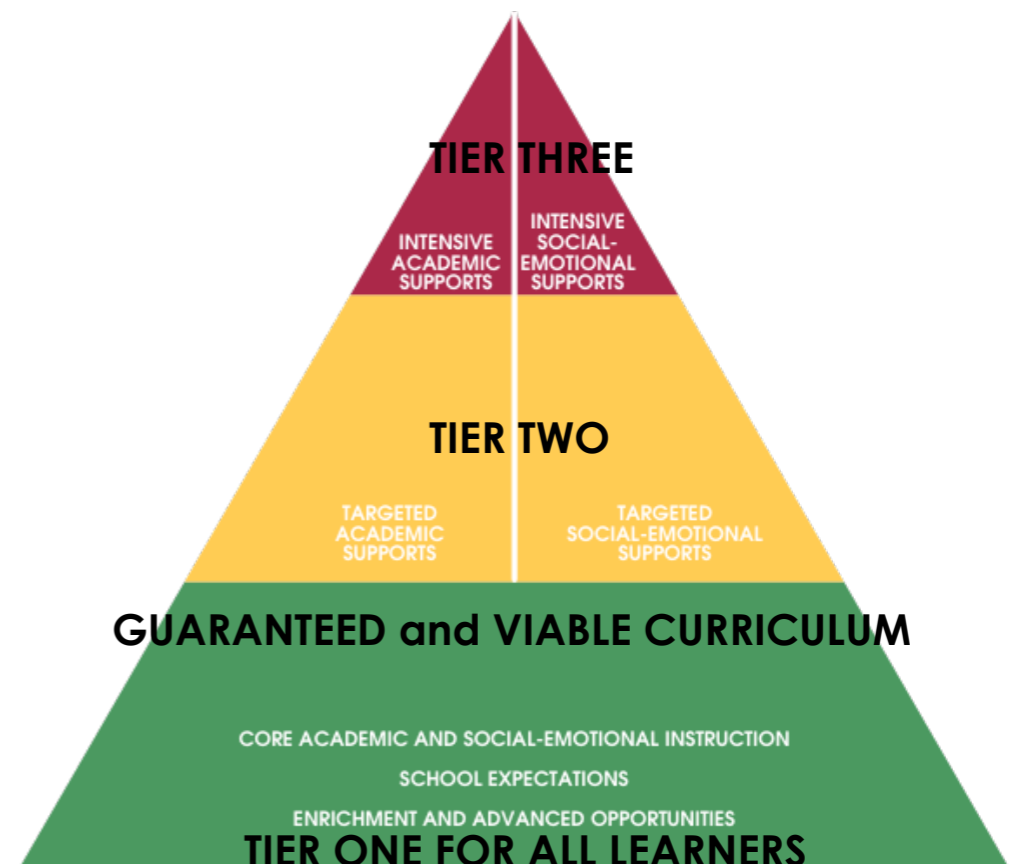 TIER THREE
INTENSIVE
ACADEMIC
SUPPORTS
INTENSIVE
SOCIAL-
EMOTIONAL
SUPPORTS
TIER TWO
TARGETED
ACADEMIC
SUPPORTS
TARGETED
SOCIAL-EMOTIONAL
SUPPORTS
GUARANTEED and VIABLE CURRICULUM
CORE ACADEMIC AND SOCIAL-EMOTIONAL INSTRUCTION
SCHOOL EXPECTATIONS
ENRICHMENT AND ADVANCED OPPORTUNITIES
TIER ONE FOR ALL LEARNERS